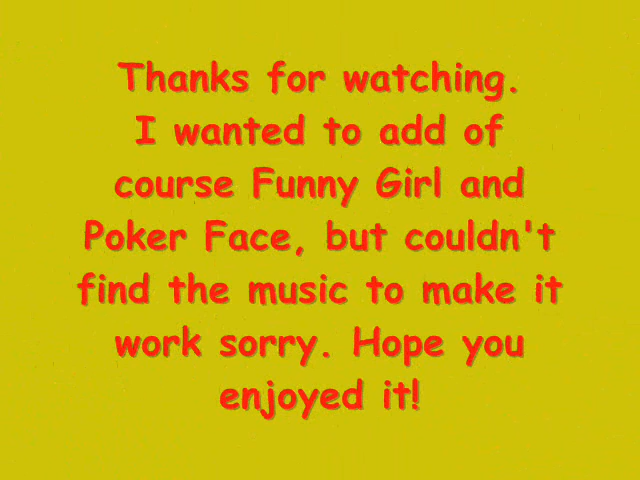 Thanks for watching.
I wanted to add of
course Funny Girl and
Poker Face, but couldn't
find the music to make it
work sorry. Hope you
enjoyed it!